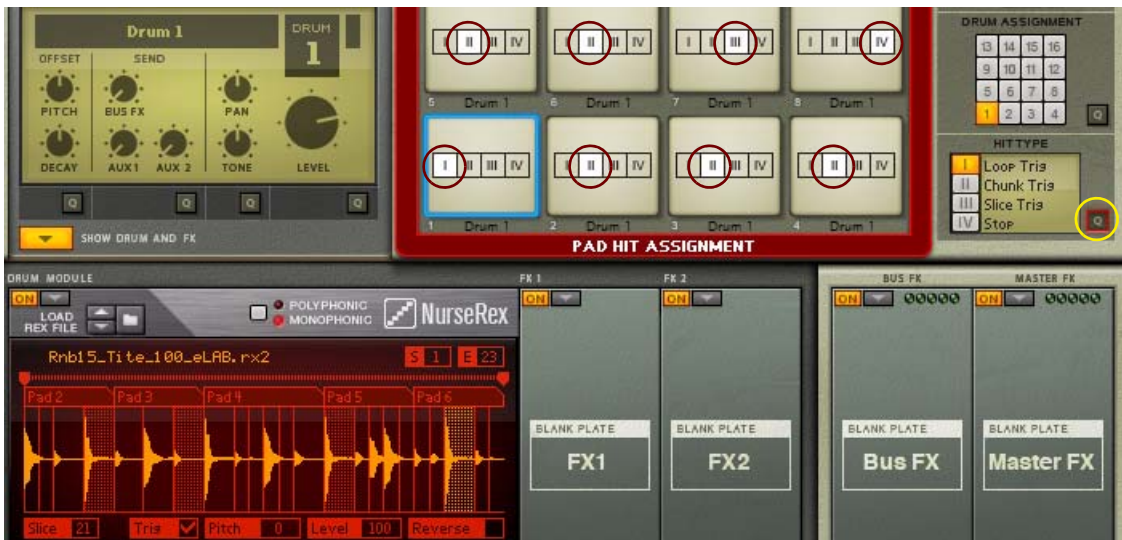 Drum 1
DRUM
1
OFFSET
SEND
PITCH
BUS FX
PAN
DECAY
AUX 1
AUX 2
TONE
LEVEL
Q
Q
Q
Q
SHOW DRUM AND FX
I II III IV
I II III IV
I II III IV
I II III IV
5 Drum 1
6 Drum 1
7 Drum 1
8 Drum 1
I II III IV
I II III IV
I II III IV
I II III IV
1 Drum 1
2 Drum 1
3 Drum 1
4 Drum 1
PAD HIT ASSIGNMENT
DRUM ASSIGNMENT
13 14 15 16
9 10 11 12
5 6 7 8
1 2 3 4
Q
HIT TYPE
I Loop Trig
II Chunk Trig
III Slice Trig
IV Stop
Q
DRUM MODULE
ON
LOAD
REX FILE
POLYPHONIC
MONOPHONIC
NurseRex
Rnb15_Tite_100_eLAB.rx2
S 1
E 23
Pad 2
Pad 3
Pad 4
Pad 5
Pad 6
Slice 21
Trig
Pitch 0
Level 100
Reverse
FX 1
ON
BLANK PLATE
FX1
FX 2
ON
BLANK PLATE
FX2
BUS FX
ON
00000
BLANK PLATE
Bus FX
MASTER FX
ON
00000
BLANK PLATE
Master FX